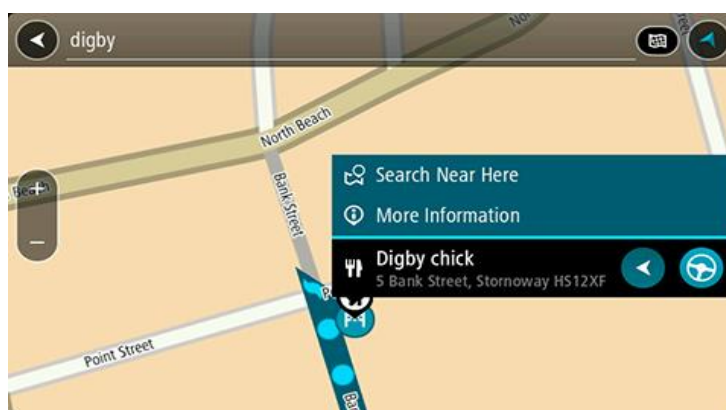 digby
North Beach
Bank Street
Search Near Here
More Information
Digby chick
5 Bank Street, Stornoway HS12XF
Point Street